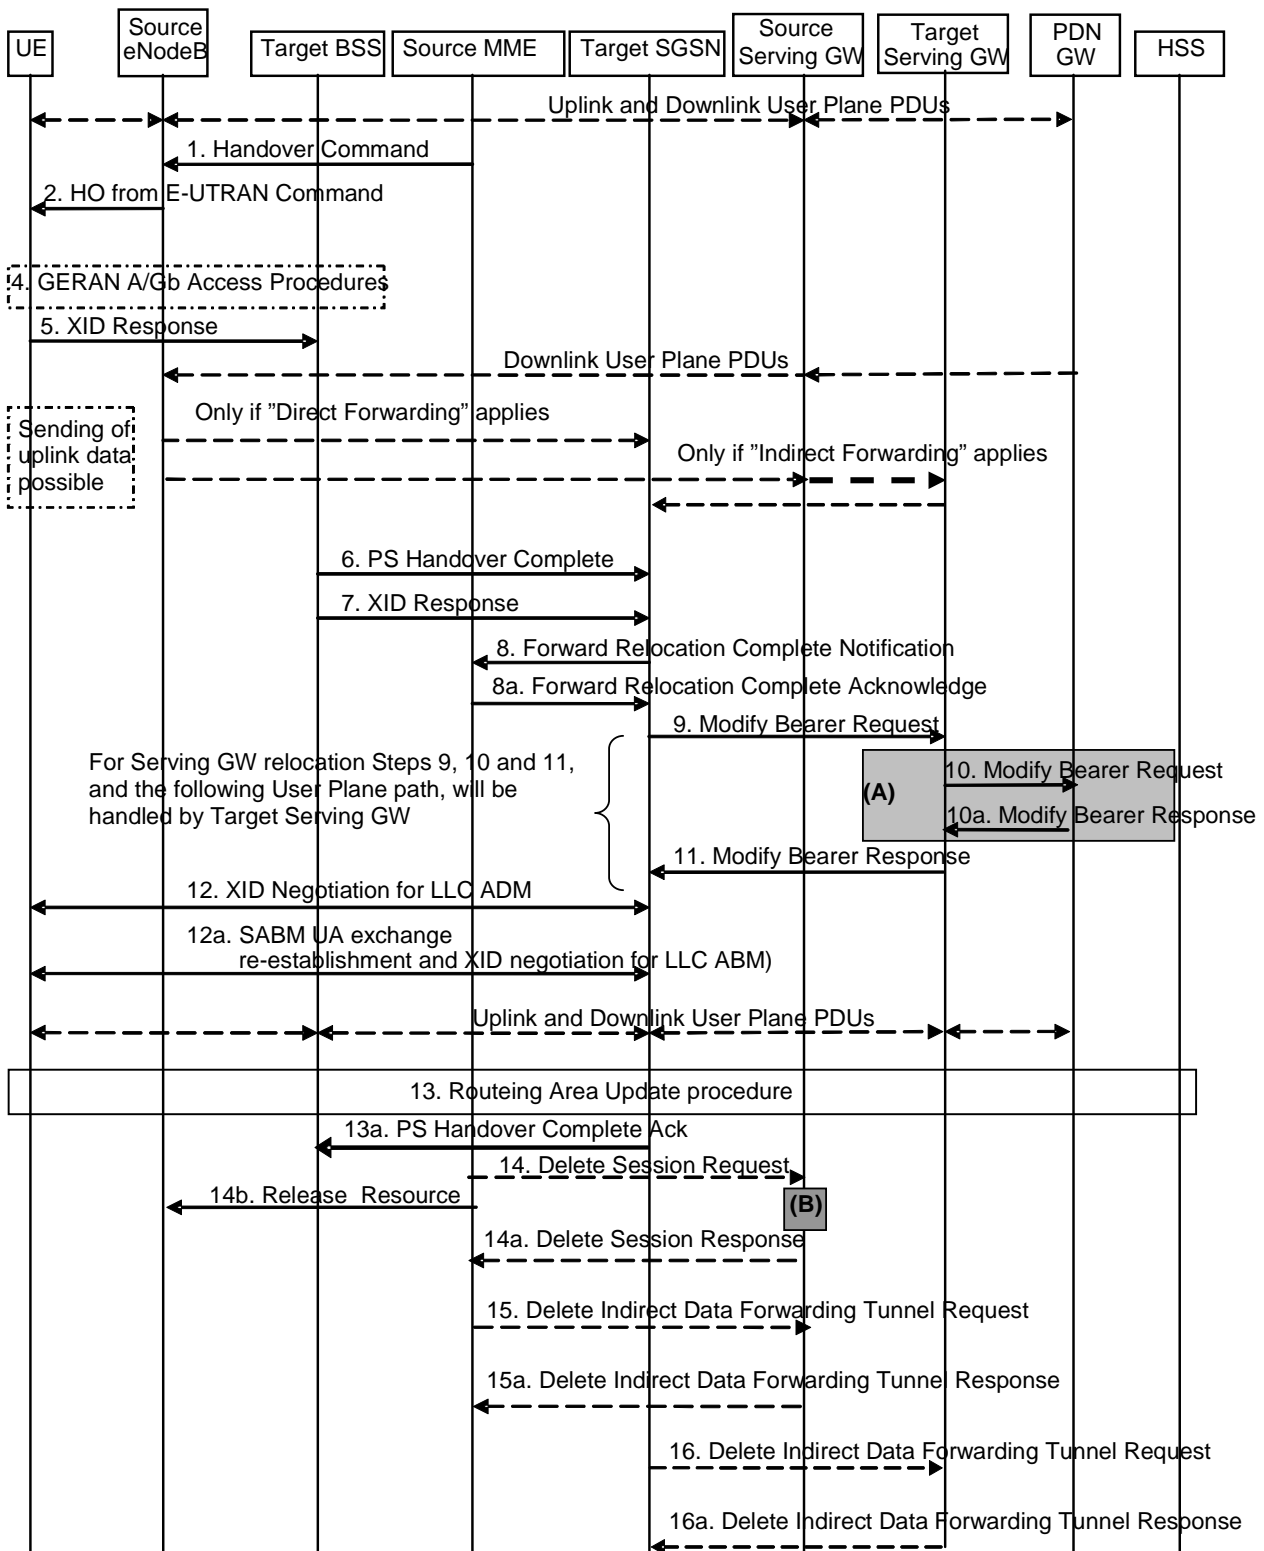 UE
Source
eNodeB
Target BSS
Source MME
Target SGSN
Source
Serving GW
Target
Serving GW
PDN
GW
HSS
Uplink and Downlink User Plane PDUs
1. Handover Command
2. HO from E-UTRAN Command
4. GERAN A/Gb Access Procedures
5. XID Response
Downlink User Plane PDUs
Only if ”Direct Forwarding” applies
Sending of
uplink data
possible
Only if ”Indirect Forwarding” applies
6. PS Handover Complete
7. XID Response
8. Forward Relocation Complete Notification
8a. Forward Relocation Complete Acknowledge
9. Modify Bearer Request
For Serving GW relocation Steps 9, 10 and 11,
and the following User Plane path, will be
handled by Target Serving GW
(A)
10. Modify Bearer Request
10a. Modify Bearer Response
11. Modify Bearer Response
12. XID Negotiation for LLC ADM
12a. SABM UA exchange
re-establishment and XID negotiation for LLC ABM)
Uplink and Downlink User Plane PDUs
13. Routeing Area Update procedure
13a. PS Handover Complete Ack
14. Delete Session Request
14b. Release Resource
(B)
14a. Delete Session Response
15. Delete Indirect Data Forwarding Tunnel Request
15a. Delete Indirect Data Forwarding Tunnel Response
16. Delete Indirect Data Forwarding Tunnel Request
16a. Delete Indirect Data Forwarding Tunnel Response